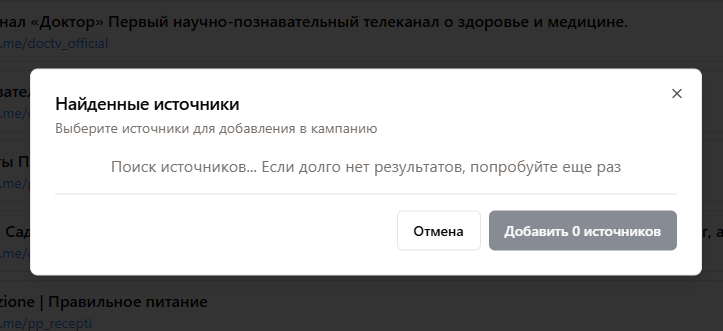 нал «Доктор» Первый научно-познавательный телеканал о здоровье и медицине.
.me/doctv_official
Найденные источники
Выберите источники для добавления в кампанию
Поиск источников... Если долго нет результатов, попробуйте еще раз
Отмена
Добавить 0 источников
zione | Правильное питание
.me/pp_recepti